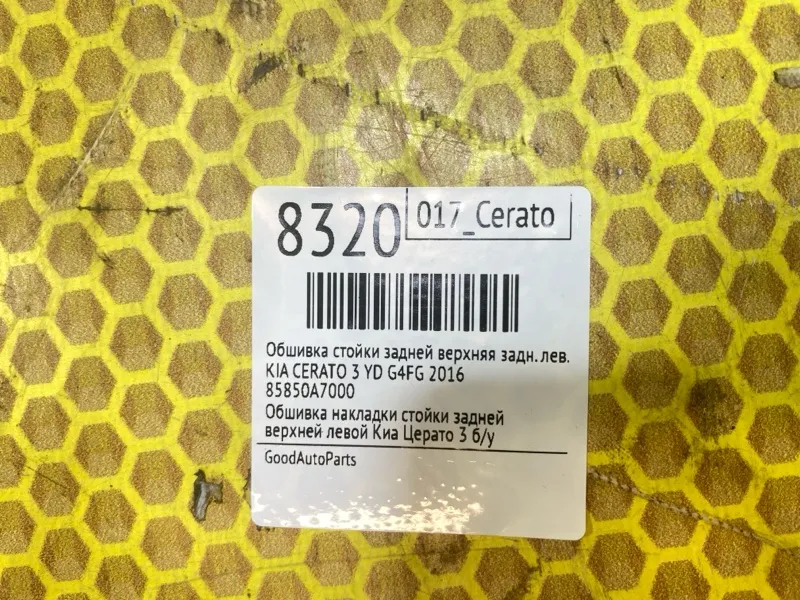 8320
017_Cerato
Обшивка стойки задней верхняя задн. лев.
KIA CERATO 3 YD G4FG 2016
85850A7000
Обшивка накладки стойки задней
верхней левой Киа Церато 3 б/у
GoodAutoParts